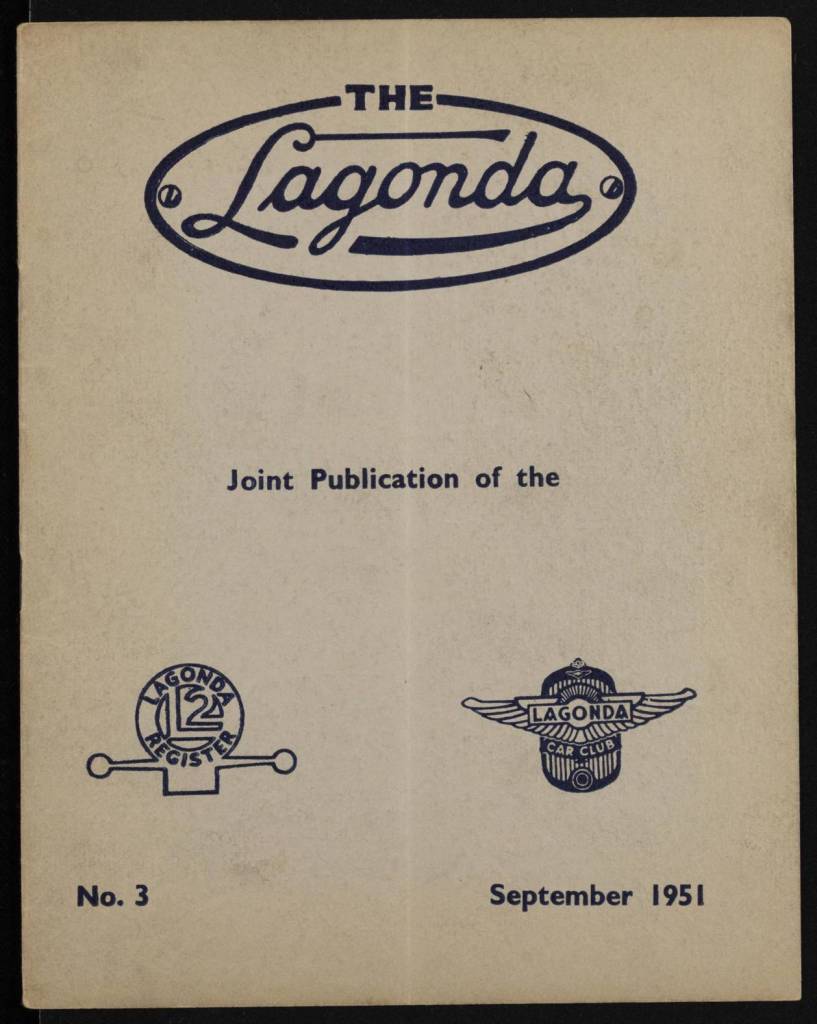 THE
Lagonda
Joint Publication of the
LAGONDA
L2
REGISTER
LAGONDA
CAR CLUB
No. 3
September 1951